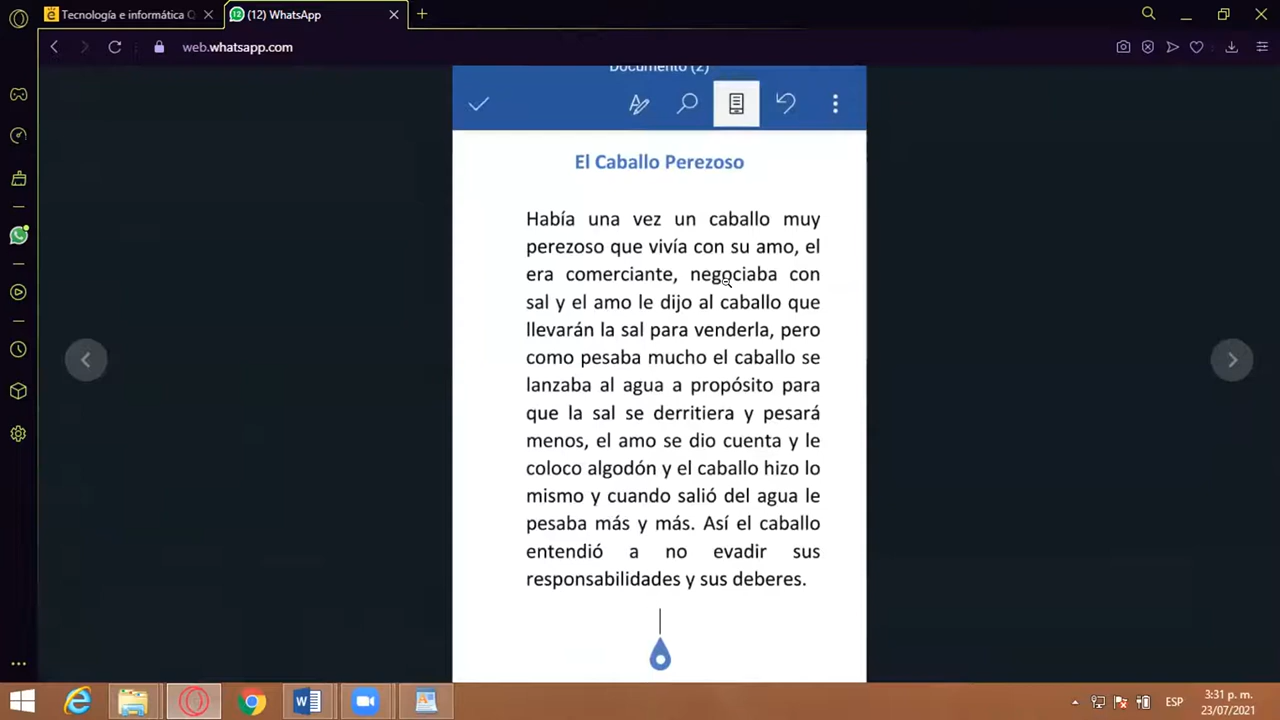 Tecnología e informática
(12) WhatsApp
web.whatsapp.com
Documento (2)
El Caballo Perezoso
Había una vez un caballo muy
perezoso que vivía con su amo, el
era comerciante, negociaba con
sal y el amo le dijo al caballo que
llevarán la sal para venderla, pero
como pesaba mucho el caballo se
lanzaba al agua a propósito para
que la sal se derritiera y pesará
menos, el amo se dio cuenta y le
coloco algodón y el caballo hizo lo
mismo y cuando salió del agua le
pesaba más y más. Así el caballo
entendió a no evadir sus
responsabilidades y sus deberes.
ESP
3:31 p. m.
23/07/2021